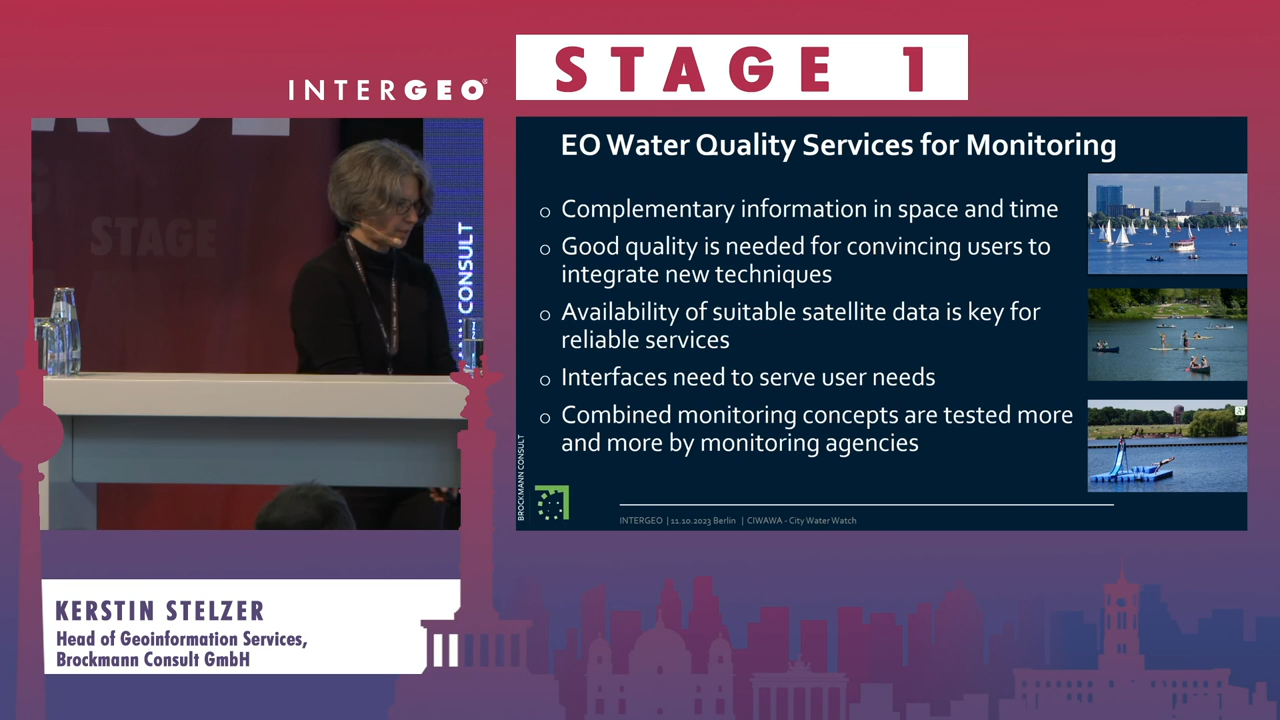 STAGE 1
INTERGEO®
STAGE
CONSULT
EO Water Quality Services for Monitoring
o Complementary information in space and time
o Good quality is needed for convincing users to
integrate new techniques
o Availability of suitable satellite data is key for
reliable services
o Interfaces need to serve user needs
o Combined monitoring concepts are tested more
and more by monitoring agencies
BROCKMANN CONSULT
INTERGEO | 11.10.2023 Berlin | CIWAWA - City Water Watch
KERSTIN STELZER
Head of Geoinformation Services,
Brockmann Consult GmbH